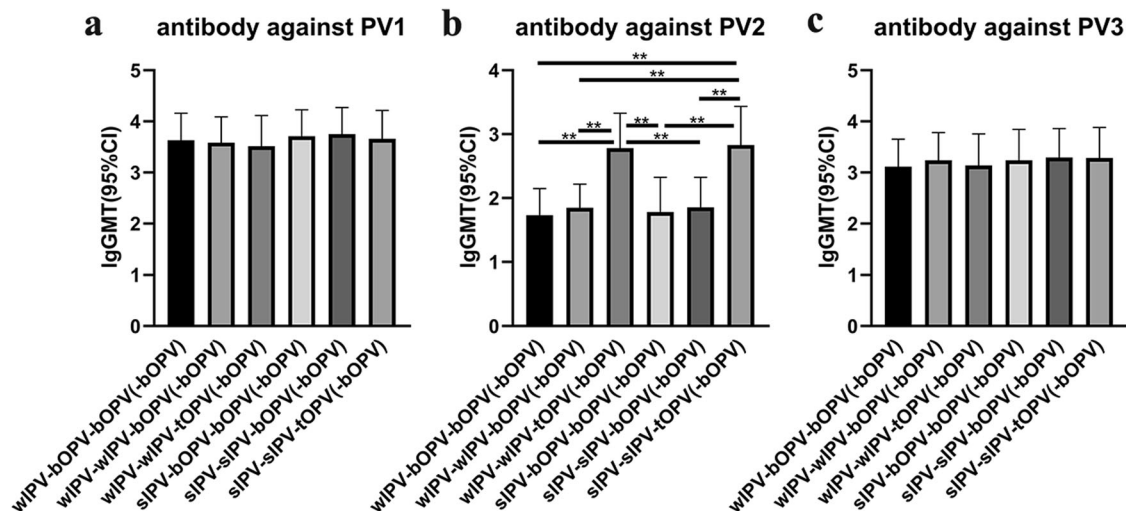 a antibody against PV1
lgGMT(95%CI)
5
4
3
2
1
0
wIPV-bOPV-bOPV(-bOPV)
wIPV-wIPV-bOPV(-bOPV)
wIPV-wIPV-tOPV(-bOPV)
sIPV-bOPV-bOPV(-bOPV)
sIPV-sIPV-bOPV(-bOPV)
sIPV-sIPV-tOPV(-bOPV)
b antibody against PV2
lgGMT(95%CI)
4
3
2
1
0
**
**
**
** ** **
** **
wIPV-bOPV-bOPV(-bOPV)
wIPV-wIPV-bOPV(-bOPV)
wIPV-wIPV-tOPV(-bOPV)
sIPV-bOPV-bOPV(-bOPV)
sIPV-sIPV-bOPV(-bOPV)
sIPV-sIPV-tOPV(-bOPV)
c antibody against PV3
lgGMT(95%CI)
5
4
3
2
1
0
wIPV-bOPV-bOPV(-bOPV)
wIPV-wIPV-bOPV(-bOPV)
wIPV-wIPV-tOPV(-bOPV)
sIPV-bOPV-bOPV(-bOPV)
sIPV-sIPV-bOPV(-bOPV)
sIPV-sIPV-tOPV(-bOPV)